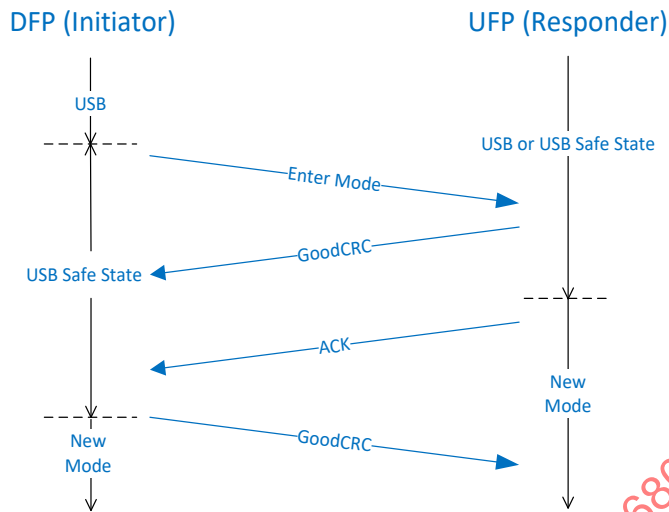 DFP (Initiator)
UFP (Responder)
USB
USB or USB Safe State
Enter Mode
GoodCRC
USB Safe State
ACK
New
Mode
New
Mode
GoodCRC